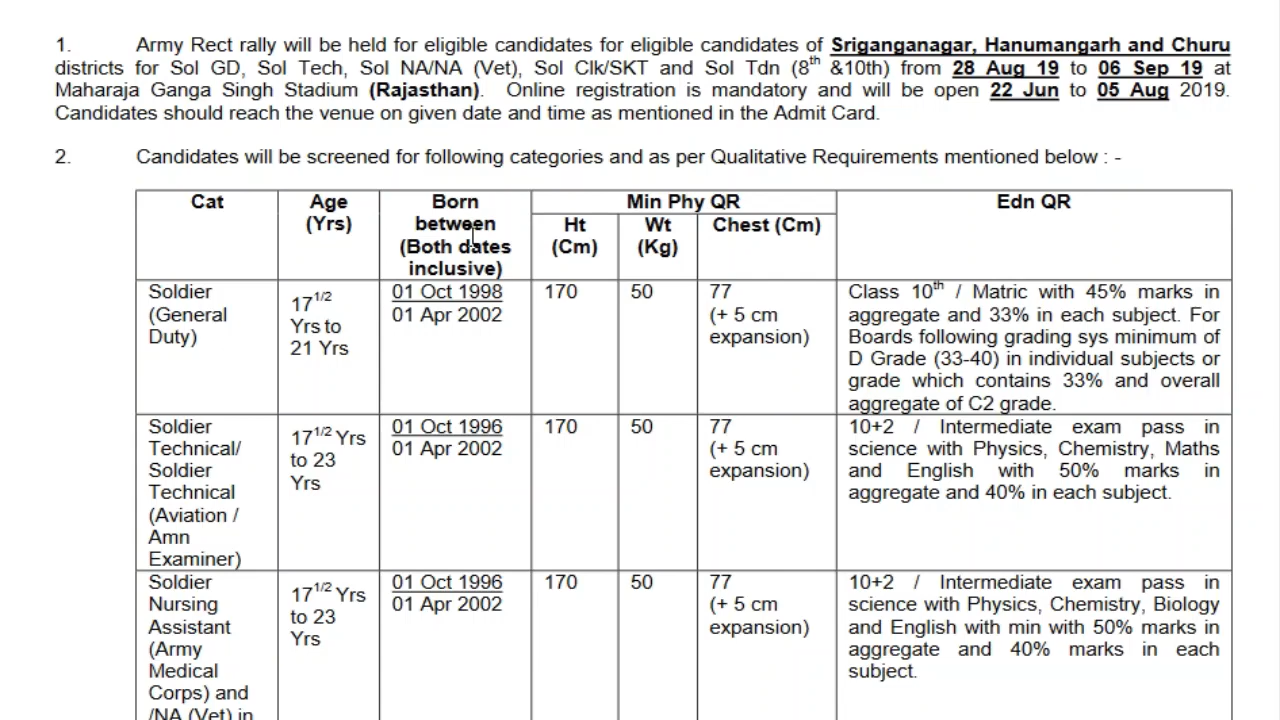 1. Army Rect rally will be held for eligible candidates for eligible candidates of Sriganganagar, Hanumangarh and Churu
districts for Sol GD, Sol Tech, Sol NA/NA (Vet), Sol Clk/SKT and Sol Tdn (8th &10th) from 28 Aug 19 to 06 Sep 19 at
Maharaja Ganga Singh Stadium (Rajasthan). Online registration is mandatory and will be open 22 Jun to 05 Aug 2019.
Candidates should reach the venue on given date and time as mentioned in the Admit Card.
2. Candidates will be screened for following categories and as per Qualitative Requirements mentioned below : -
Cat
Age
(Yrs)
Born
between
(Both dates
inclusive)
Min Phy QR
Ht
(Cm)
Wt
(Kg)
Chest (Cm)
Edn QR
Soldier
(General
Duty)
17 1/2
Yrs to
21 Yrs
01 Oct 1998
01 Apr 2002
170
50
77
(+ 5 cm
expansion)
Class 10th / Matric with 45% marks in
aggregate and 33% in each subject. For
Boards following grading sys minimum of
D Grade (33-40) in individual subjects or
grade which contains 33% and overall
aggregate of C2 grade.
Soldier
Technical/
Soldier
Technical
(Aviation /
Amn
Examiner)
17 1/2 Yrs
to 23
Yrs
01 Oct 1996
01 Apr 2002
170
50
77
(+ 5 cm
expansion)
10+2 / Intermediate exam pass in
science with Physics, Chemistry, Maths
and English with 50% marks in
aggregate and 40% in each subject.
Soldier
Nursing
Assistant
(Army
Medical
Corps) and
/NA (Vet) in
17 1/2 Yrs
to 23
Yrs
01 Oct 1996
01 Apr 2002
170
50
77
(+ 5 cm
expansion)
10+2 / Intermediate exam pass in
science with Physics, Chemistry, Biology
and English with min with 50% marks in
aggregate and 40% marks in each
subject.